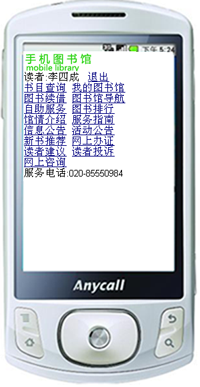 下午 5:24
手机图书馆
mobile library
读者:李四成 退出
书目查询 我的图书馆
图书续借 图书馆导航
自助服务 图书排行
馆情介绍 服务指南
信息公告 活动公告
新书推荐 网上办证
读者建议 读者投诉
网上咨询
服务电话:020-85550984
Anycall